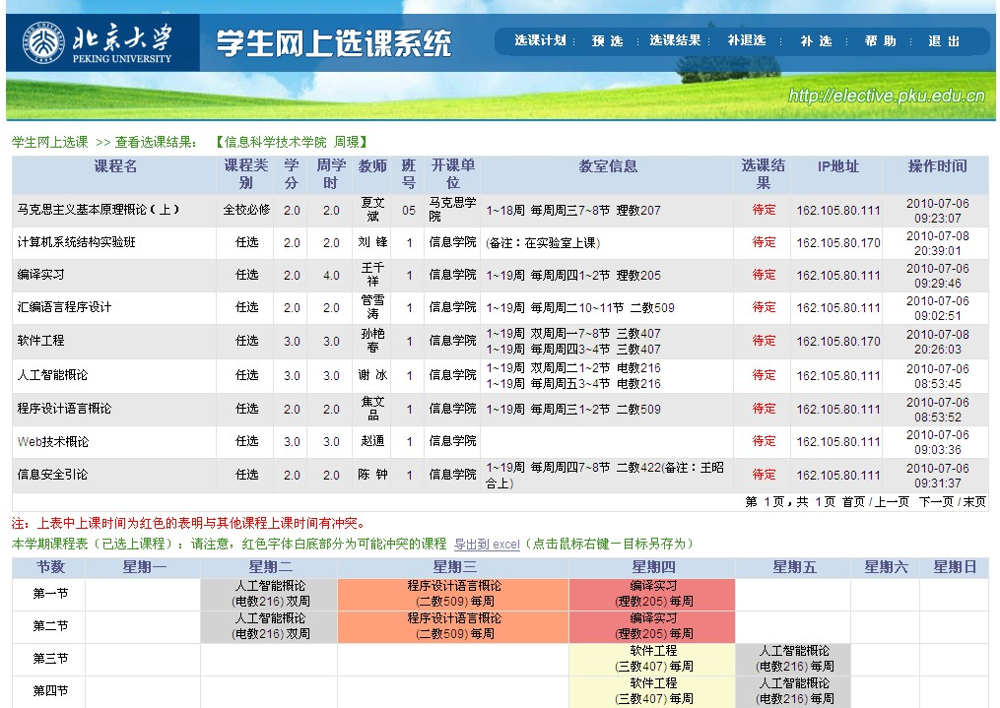 北京大学 学生网上选课系统 选课计划 ： 预 选 ： 选课结果 ： 补退选 ： 补 选 ： 帮 助 ： 退 出
PEKING UNIVERSITY
http://elective.pku.edu.cn
学生网上选课 >> 查看选课结果： 【信息科学技术学院 周璟】
课程名 课程类别 学分 周学时 教师 班号 开课单位 教室信息 选课结果 IP地址 操作时间
马克思主义基本原理概论（上） 全校必修 2.0 2.0 夏文斌 05 马克思学院 1~18周 每周周三7~8节 理教207 待定 162.105.80.111 2010-07-06 09:23:07
计算机系统结构实验班 任选 2.0 2.0 刘 锋 1 信息学院 (备注：在实验室上课) 待定 162.105.80.170 2010-07-08 20:39:01
编译实习 任选 2.0 4.0 王千祥 1 信息学院 1~19周 每周周四1~2节 理教205 待定 162.105.80.111 2010-07-06 09:29:46
汇编语言程序设计 任选 2.0 2.0 管雪涛 1 信息学院 1~19周 每周周二10~11节 二教509 待定 162.105.80.111 2010-07-06 09:02:51
软件工程 任选 3.0 3.0 孙艳春 1 信息学院 1~19周 双周周一7~8节 三教407 1~19周 每周周四3~4节 三教407 待定 162.105.80.170 2010-07-08 20:26:03
人工智能概论 任选 3.0 3.0 谢 冰 1 信息学院 1~19周 双周周二1~2节 电教216 1~19周 每周周五3~4节 电教216 待定 162.105.80.111 2010-07-06 08:53:45
程序设计语言概论 任选 2.0 2.0 焦文品 1 信息学院 1~19周 每周周三1~2节 二教509 待定 162.105.80.111 2010-07-06 08:53:52
Web技术概论 任选 3.0 3.0 赵通 1 信息学院 待定 162.105.80.111 2010-07-06 09:03:36
信息安全引论 任选 2.0 2.0 陈 钟 1 信息学院 1~19周 每周周四7~8节 二教422(备注：王昭合上) 待定 162.105.80.111 2010-07-06 09:31:37
第 1页，共 1页 首页 / 上一页 下一页 / 末页
注：上表中上课时间为红色的表明与其他课程上课时间有冲突。
本学期课程表（已选上课程）：请注意，红色字体白底部分为可能冲突的课程 导出到 excel（点击鼠标右键－目标另存为）
节数 星期一 星期二 星期三 星期四 星期五 星期六 星期日
第一节 人工智能概论 (电教216) 双周 程序设计语言概论 (二教509) 每周 编译实习 (理教205) 每周
第二节 人工智能概论 (电教216) 双周 程序设计语言概论 (二教509) 每周 编译实习 (理教205) 每周
第三节 软件工程 (三教407) 每周 人工智能概论 (电教216) 每周
第四节 软件工程 (三教407) 每周 人工智能概论 (电教216) 每周